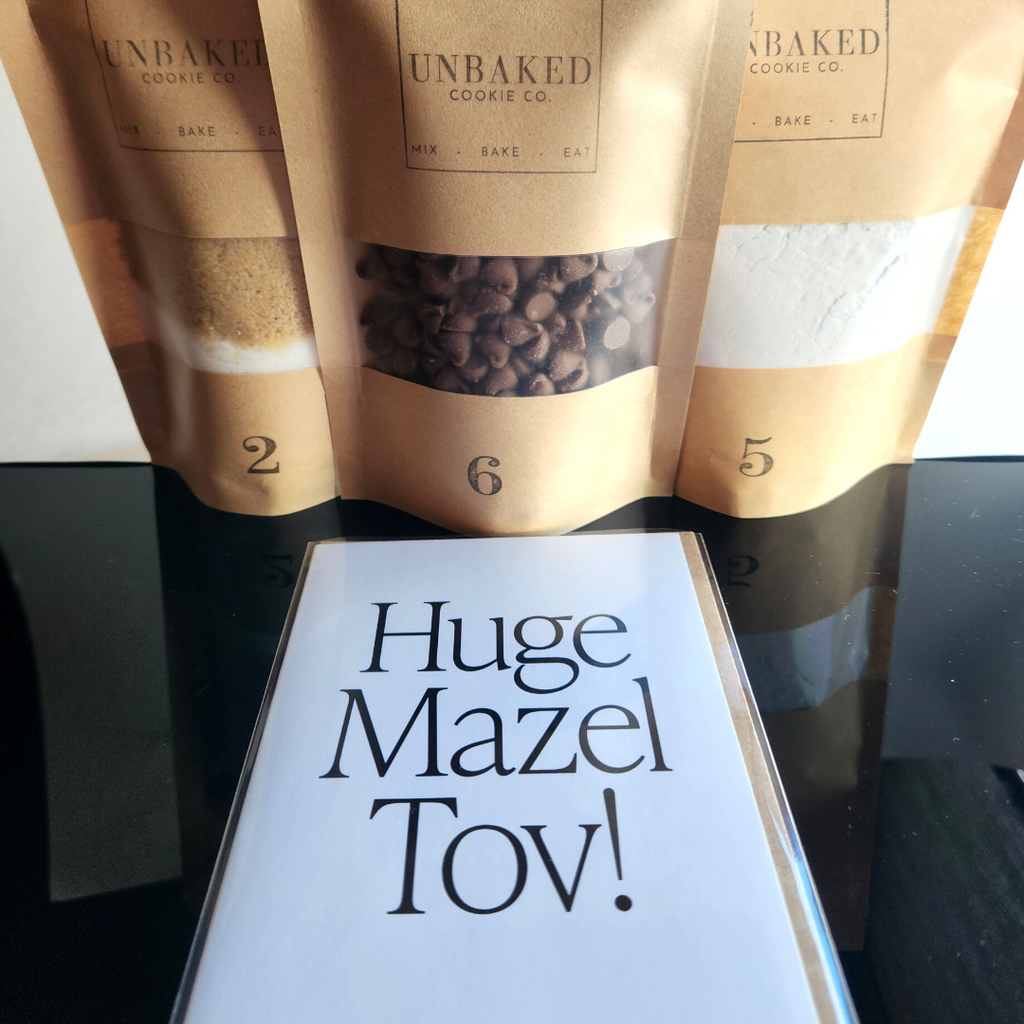 UNBAKED
COOKIE CO.
MIX - BAKE - EA
2
UNBAKED
COOKIE CO.
MIX - BAKE - EAT
6
NBAKED
COOKIE CO.
BAKE - EAT
5
Huge
Mazel
Tov!